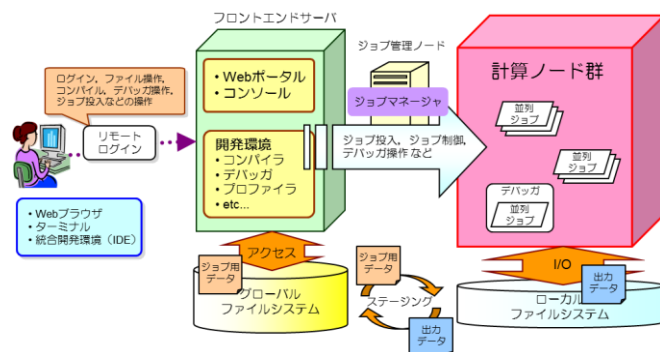 フロントエンドサーバ
ジョブ管理ノード
計算ノード群
ログイン，ファイル操作，
コンパイル，デバッガ操作，
ジョブ投入などの操作
・Webポータル
・コンソール
ジョブマネージャ
並列
ジョブ
リモート
ログイン
開発環境
・コンパイラ
・デバッガ
・プロファイラ
・etc...
ジョブ投入，ジョブ制御，
デバッガ操作 など
並列
ジョブ
デバッガ
並列
ジョブ
・Webブラウザ
・ターミナル
・統合開発環境（IDE）
アクセス
ジョブ用
データ
グローバル
ファイルシステム
ジョブ用
データ
ステージング
出力
データ
I/O
出力
データ
ローカル
ファイルシステム